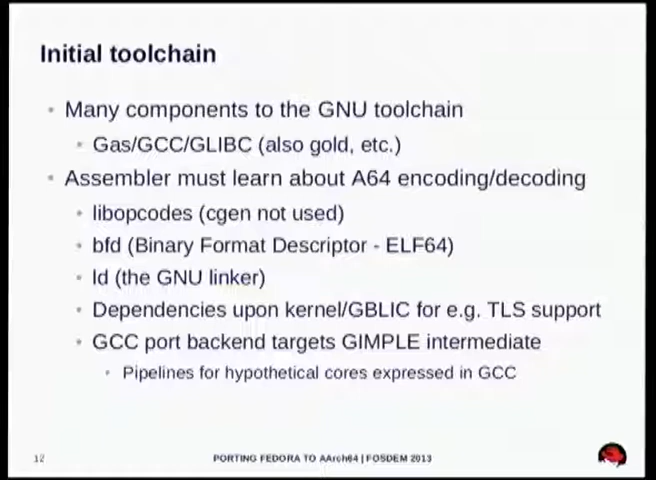 Initial toolchain
Many components to the GNU toolchain
Gas/GCC/GLIBC (also gold, etc.)
Assembler must learn about A64 encoding/decoding
libopcodes (cgen not used)
bfd (Binary Format Descriptor - ELF64)
ld (the GNU linker)
Dependencies upon kernel/GBLIC for e.g. TLS support
GCC port backend targets GIMPLE intermediate
Pipelines for hypothetical cores expressed in GCC
12
PORTING FEDORA TO AArch64 | FOSDEM 2013